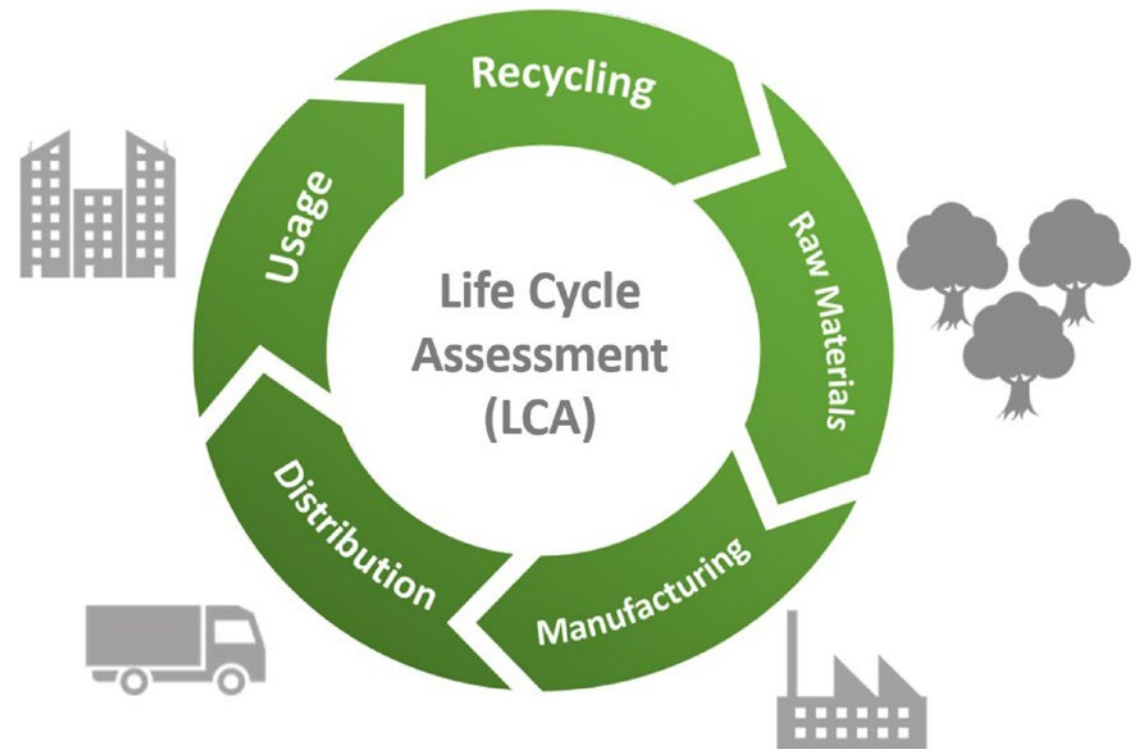 Recycling
Raw Materials
Manufacturing
Distribution
Usage
Life Cycle
Assessment
(LCA)